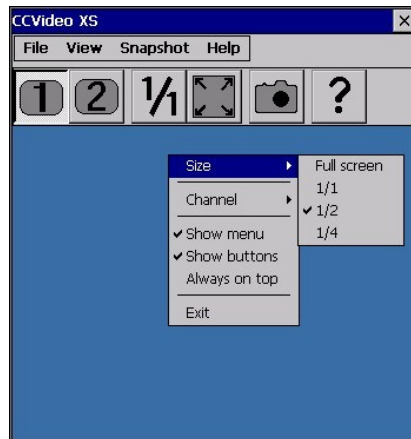 CCVideo XS
File View Snapshot Help
1 2 1/1 ?
Size Full screen
1/1
Channel
1/2
Show menu
1/4
Show buttons
Always on top
Exit